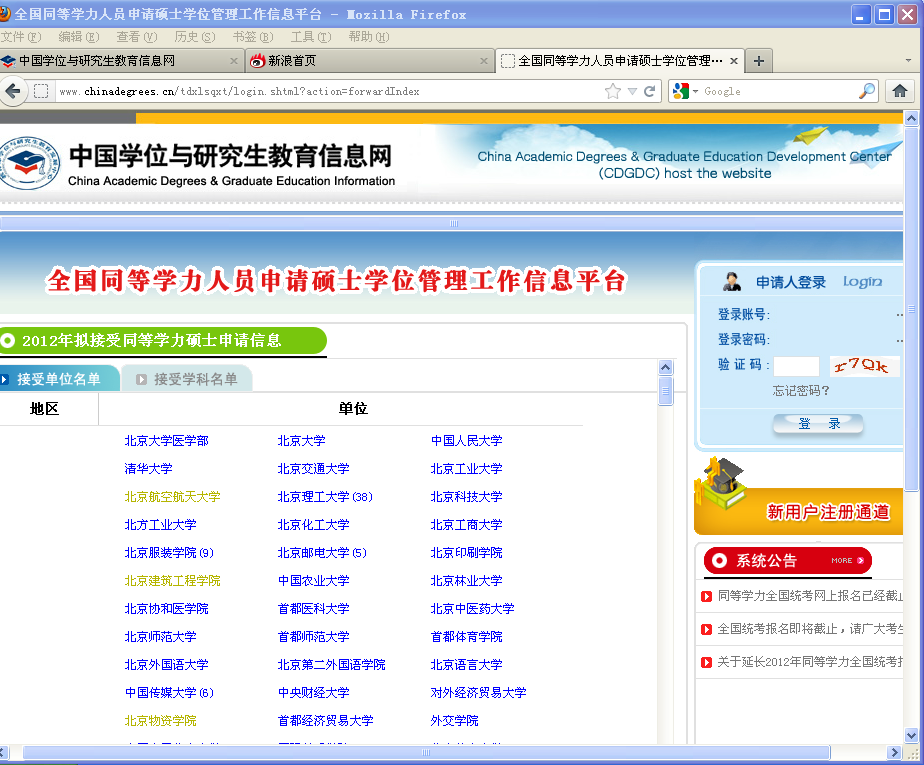 全国同等学力人员申请硕士学位管理工作信息平台 - Mozilla Firefox
文件(F) 编辑(E) 查看(V) 历史(S) 书签(B) 工具(T) 帮助(H)
中国学位与研究生教育信息网 × 新浪首页 × 全国同等学力人员申请硕士学位管理··· × +
www.chinadegrees.cn/tdxlsqxt/login.shtml?action=forwardIndex Google
中国学位与研究生教育信息网
China Academic Degrees & Graduate Education Information
China Academic Degrees & Graduate Education Development Center
(CDGDC) host the website
全国同等学力人员申请硕士学位管理工作信息平台
2012年拟接受同等学力硕士申请信息
接受单位名单 接受学科名单
地区 单位
北京大学医学部 北京大学 中国人民大学
清华大学 北京交通大学 北京工业大学
北京航空航天大学 北京理工大学(38) 北京科技大学
北方工业大学 北京化工大学 北京工商大学
北京服装学院(9) 北京邮电大学(5) 北京印刷学院
北京建筑工程学院 中国农业大学 北京林业大学
北京协和医学院 首都医科大学 北京中医药大学
北京师范大学 首都师范大学 首都体育学院
北京外国语大学 北京第二外国语学院 北京语言大学
中国传媒大学(6) 中央财经大学 对外经济贸易大学
北京物资学院 首都经济贸易大学 外交学院
申请人登录 Login
登录账号:
登录密码:
验 证 码: i7Qk
忘记密码?
登 录
新用户注册通道
系统公告 MORE
同等学力全国统考网上报名已经截止
全国统考报名即将截止，请广大考生
关于延长2012年同等学力全国统考报